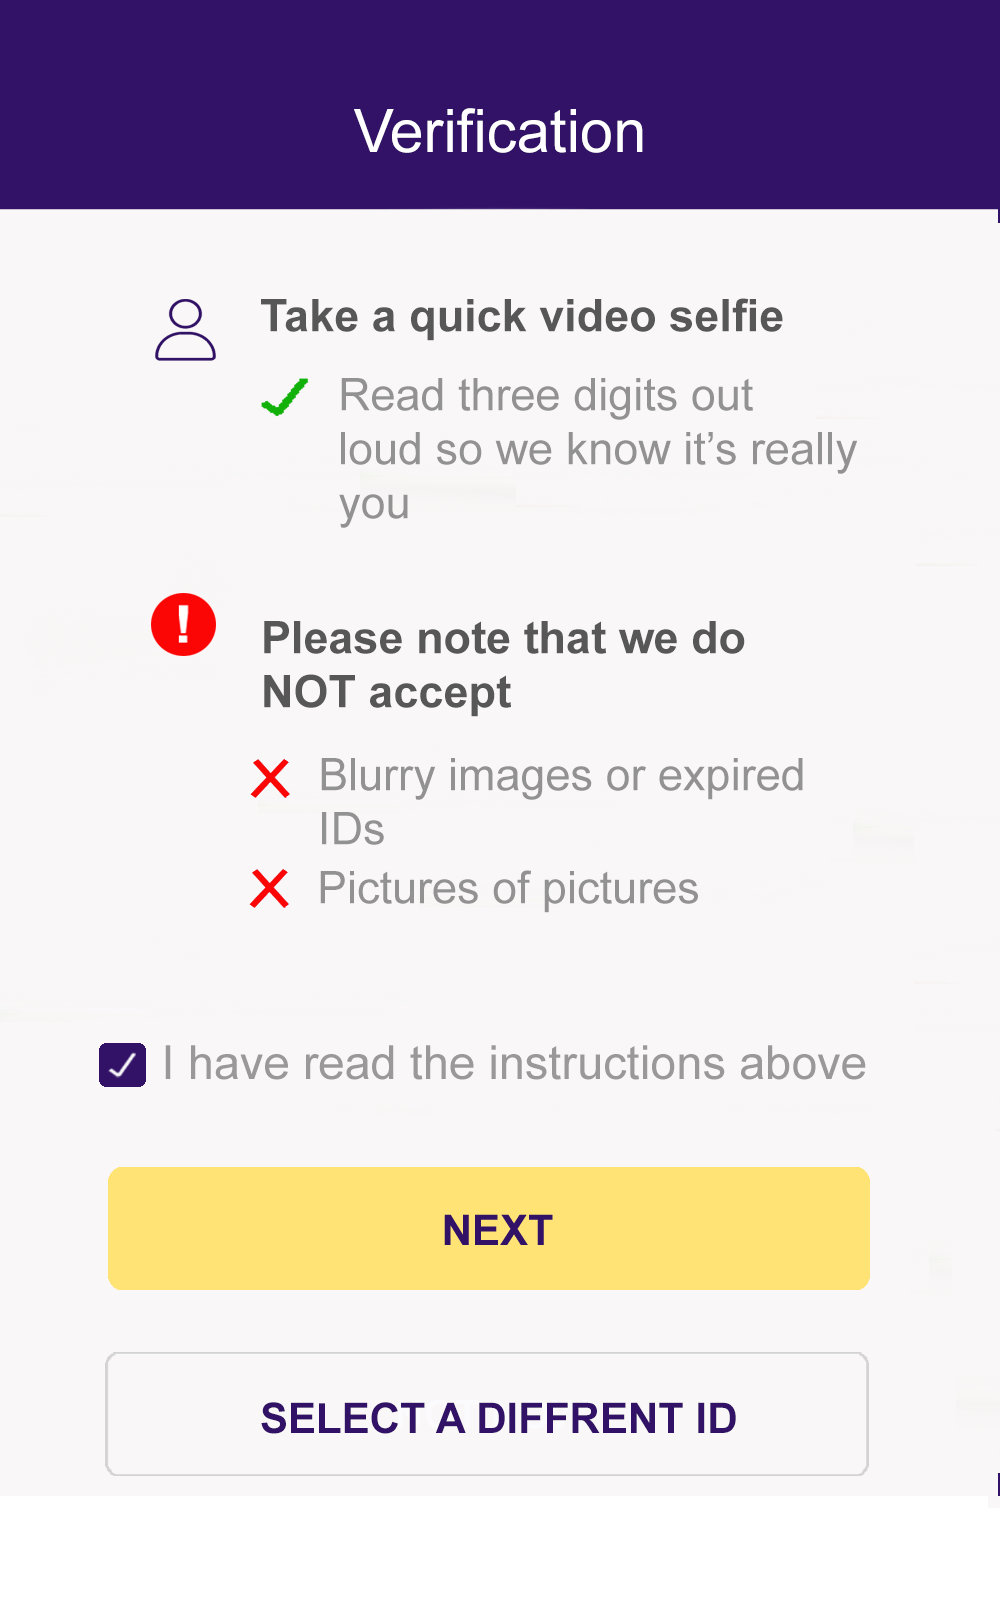 Verification
Take a quick video selfie
Read three digits out
loud so we know it’s really
you
Please note that we do
NOT accept
Blurry images or expired
IDs
Pictures of pictures
I have read the instructions above
NEXT
SELECT A DIFFRENT ID